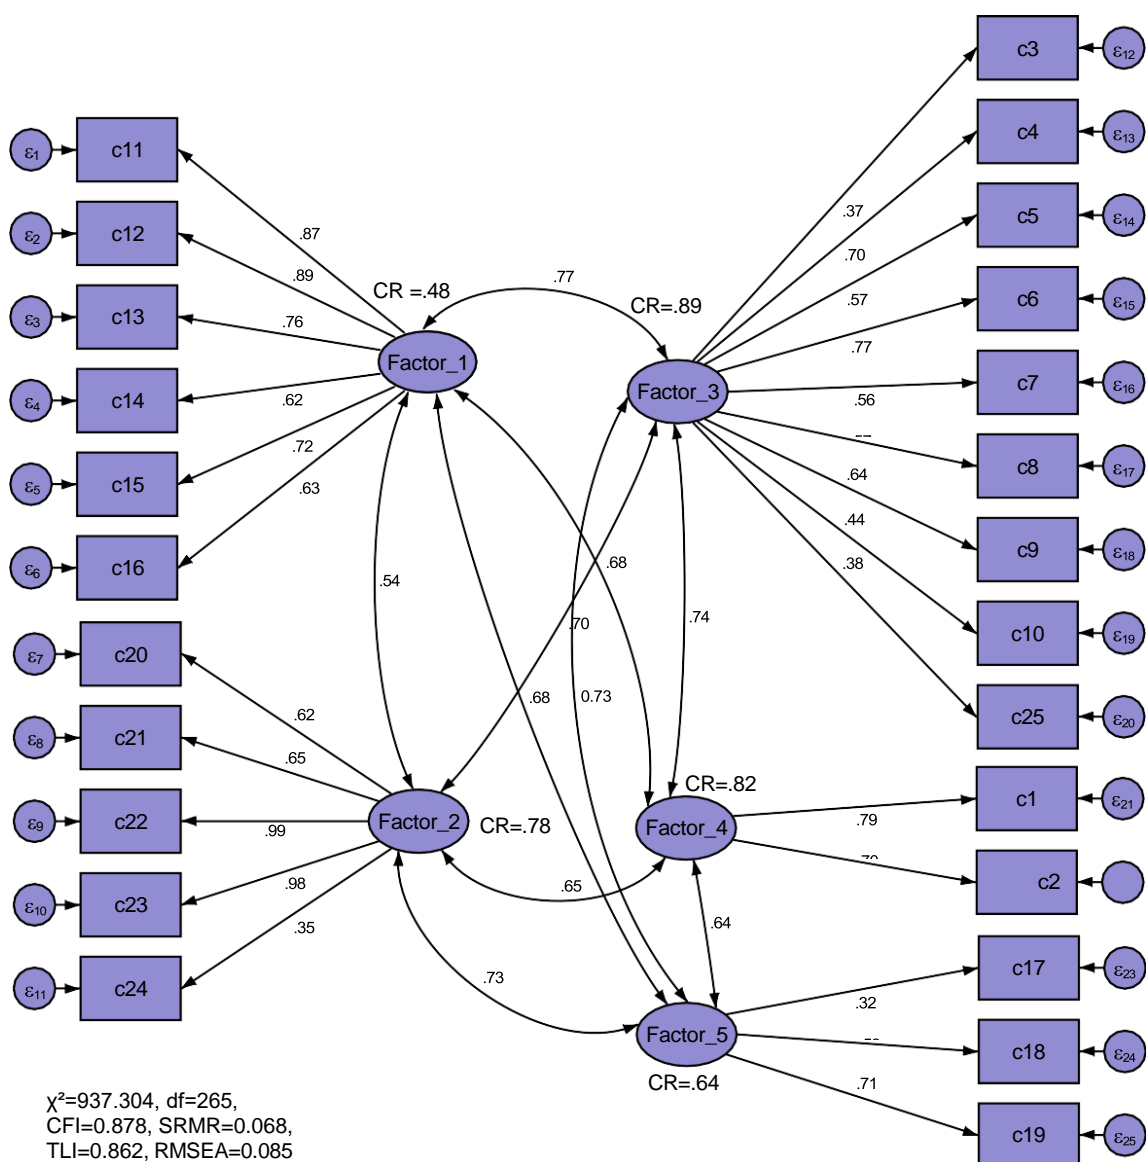 c3
ε12
c4
ε13
c11
ε1
c5
ε14
c12
ε2
.37
.87
.70
.89
.77
c6
ε15
CR =.48
CR=.89
.57
c13
ε3
.76
.77
Factor_1
Factor_3
c7
ε16
c14
ε4
.62
.56
c8
ε17
.72
.64
c15
ε5
.63
.44
c9
ε18
c16
ε6
.54
.68
.38
.70
.74
c10
ε19
c20
ε7
.62
.68
0.73
c25
ε20
c21
ε8
.65
CR=.82
c1
ε21
c22
ε9
.99
Factor_2
CR=.78
Factor_4
.79
c2
.98
.65
c23
ε10
.35
.64
c24
ε11
.73
c17
ε23
.32
Factor_5
c18
ε24
CR=.64
.71
c19
ε25
χ²=937.304, df=265,
CFI=0.878, SRMR=0.068,
TLI=0.862, RMSEA=0.085